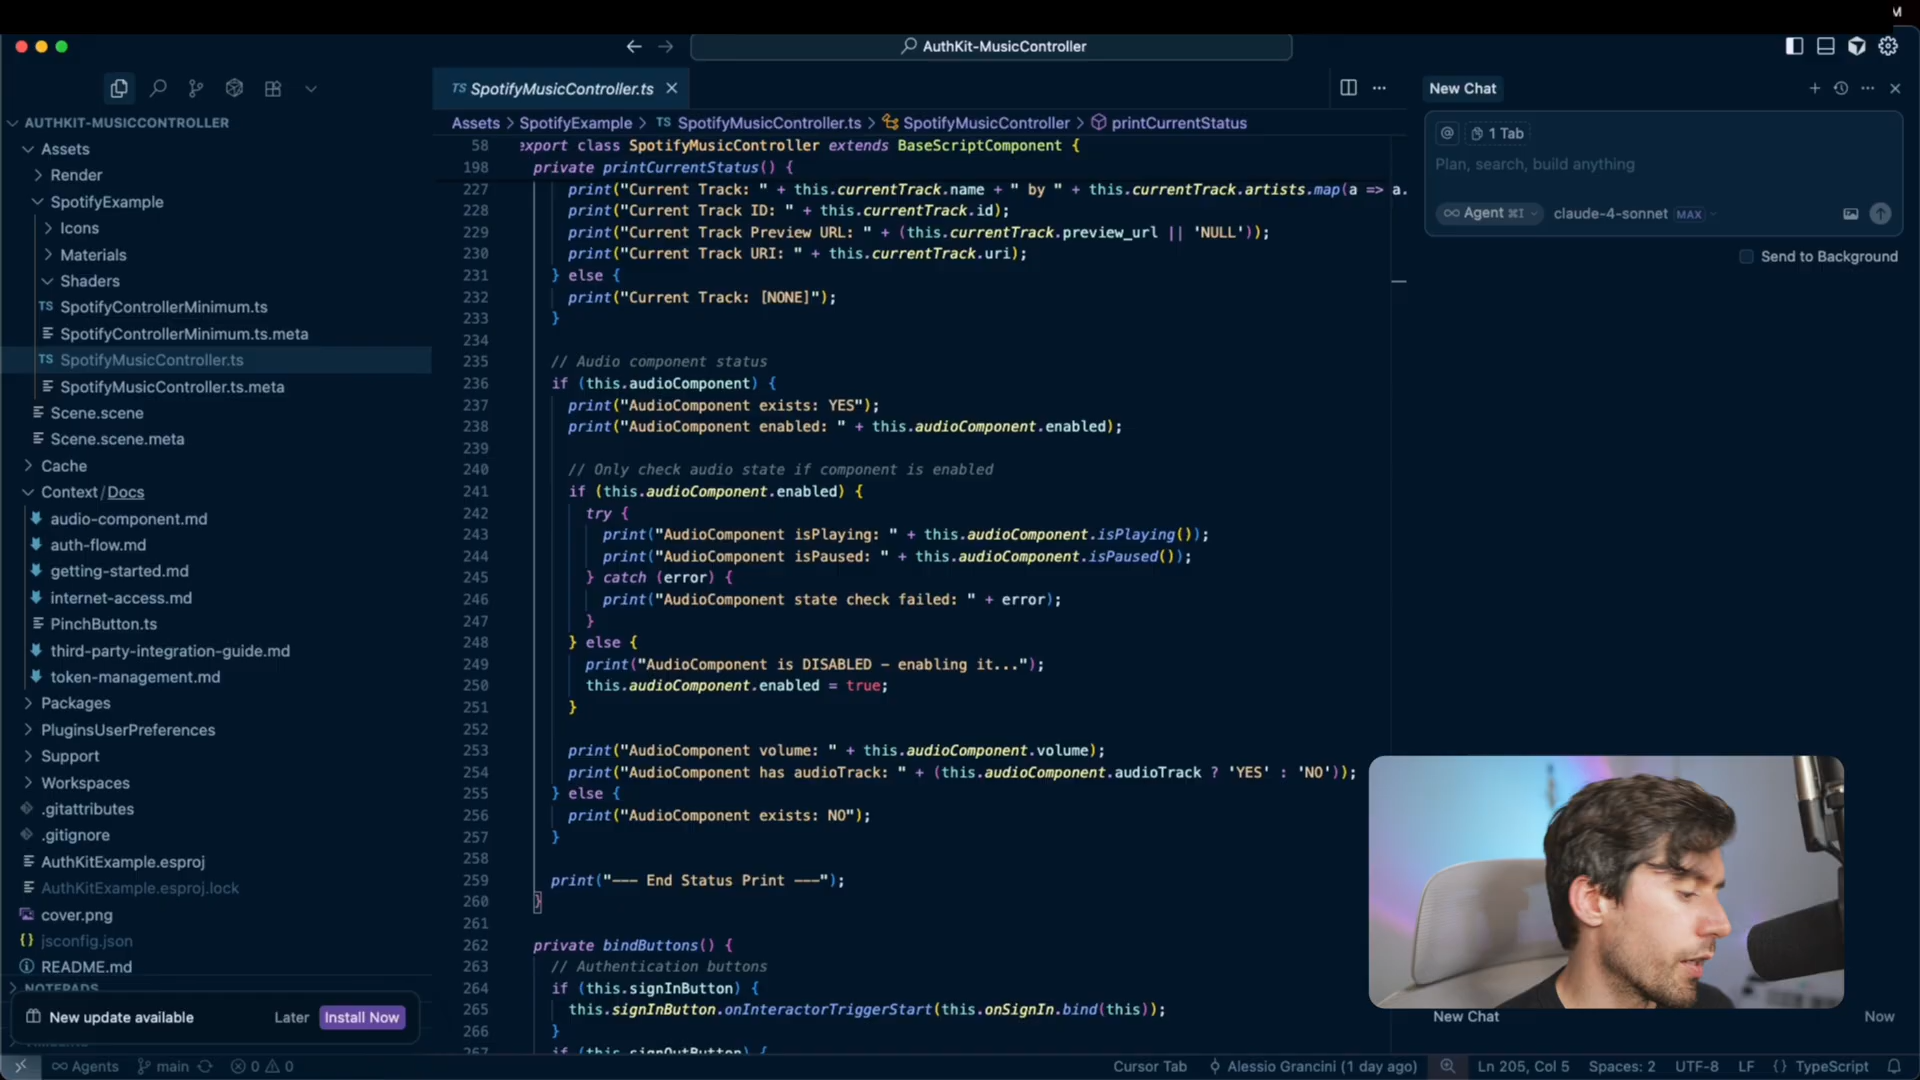 M
AuthKit-MusicController
AUTHKIT-MUSICCONTROLLER
Assets
Render
SpotifyExample
Icons
Materials
Shaders
TS SpotifyControllerMinimum.ts
SpotifyControllerMinimum.ts.meta
TS SpotifyMusicController.ts
SpotifyMusicController.ts.meta
Scene.scene
Scene.scene.meta
Cache
Context/Docs
audio-component.md
auth-flow.md
getting-started.md
internet-access.md
PinchButton.ts
third-party-integration-guide.md
token-management.md
Packages
PluginsUserPreferences
Support
Workspaces
.gitattributes
.gitignore
AuthKitExample.esproj
AuthKitExample.esproj.lock
cover.png
{} jsconfig.json
README.md
NOTEPADS
New update available Later Install Now
TS SpotifyMusicController.ts
Assets > SpotifyExample > TS SpotifyMusicController.ts > SpotifyMusicController > printCurrentStatus
58 export class SpotifyMusicController extends BaseScriptComponent {
198 private printCurrentStatus() {
227 print("Current Track: " + this.currentTrack.name + " by " + this.currentTrack.artists.map(a => a.
228 print("Current Track ID: " + this.currentTrack.id);
229 print("Current Track Preview URL: " + (this.currentTrack.preview_url || 'NULL'));
230 print("Current Track URI: " + this.currentTrack.uri);
231 } else {
232 print("Current Track: [NONE]");
233 }
234
235 // Audio component status
236 if (this.audioComponent) {
237 print("AudioComponent exists: YES");
238 print("AudioComponent enabled: " + this.audioComponent.enabled);
239
240 // Only check audio state if component is enabled
241 if (this.audioComponent.enabled) {
242 try {
243 print("AudioComponent isPlaying: " + this.audioComponent.isPlaying());
244 print("AudioComponent isPaused: " + this.audioComponent.isPaused());
245 } catch (error) {
246 print("AudioComponent state check failed: " + error);
247 }
248 } else {
249 print("AudioComponent is DISABLED - enabling it...");
250 this.audioComponent.enabled = true;
251 }
252
253 print("AudioComponent volume: " + this.audioComponent.volume);
254 print("AudioComponent has audioTrack: " + (this.audioComponent.audioTrack ? 'YES' : 'NO'));
255 } else {
256 print("AudioComponent exists: NO");
257 }
258
259 print("--- End Status Print ---");
260 }
261
262 private bindButtons() {
263 // Authentication buttons
264 if (this.signInButton) {
265 this.signInButton.onInteractorTriggerStart(this.onSignIn.bind(this));
266 }
267 if (this.signOutButton) {
New Chat
@ 1 Tab
Plan, search, build anything
∞ Agent ⌘I claude-4-sonnet MAX
Send to Background
New Chat Now
∞ Agents main 0 0 Cursor Tab Alessio Grancini (1 day ago) Ln 205, Col 5 Spaces: 2 UTF-8 LF {} TypeScript